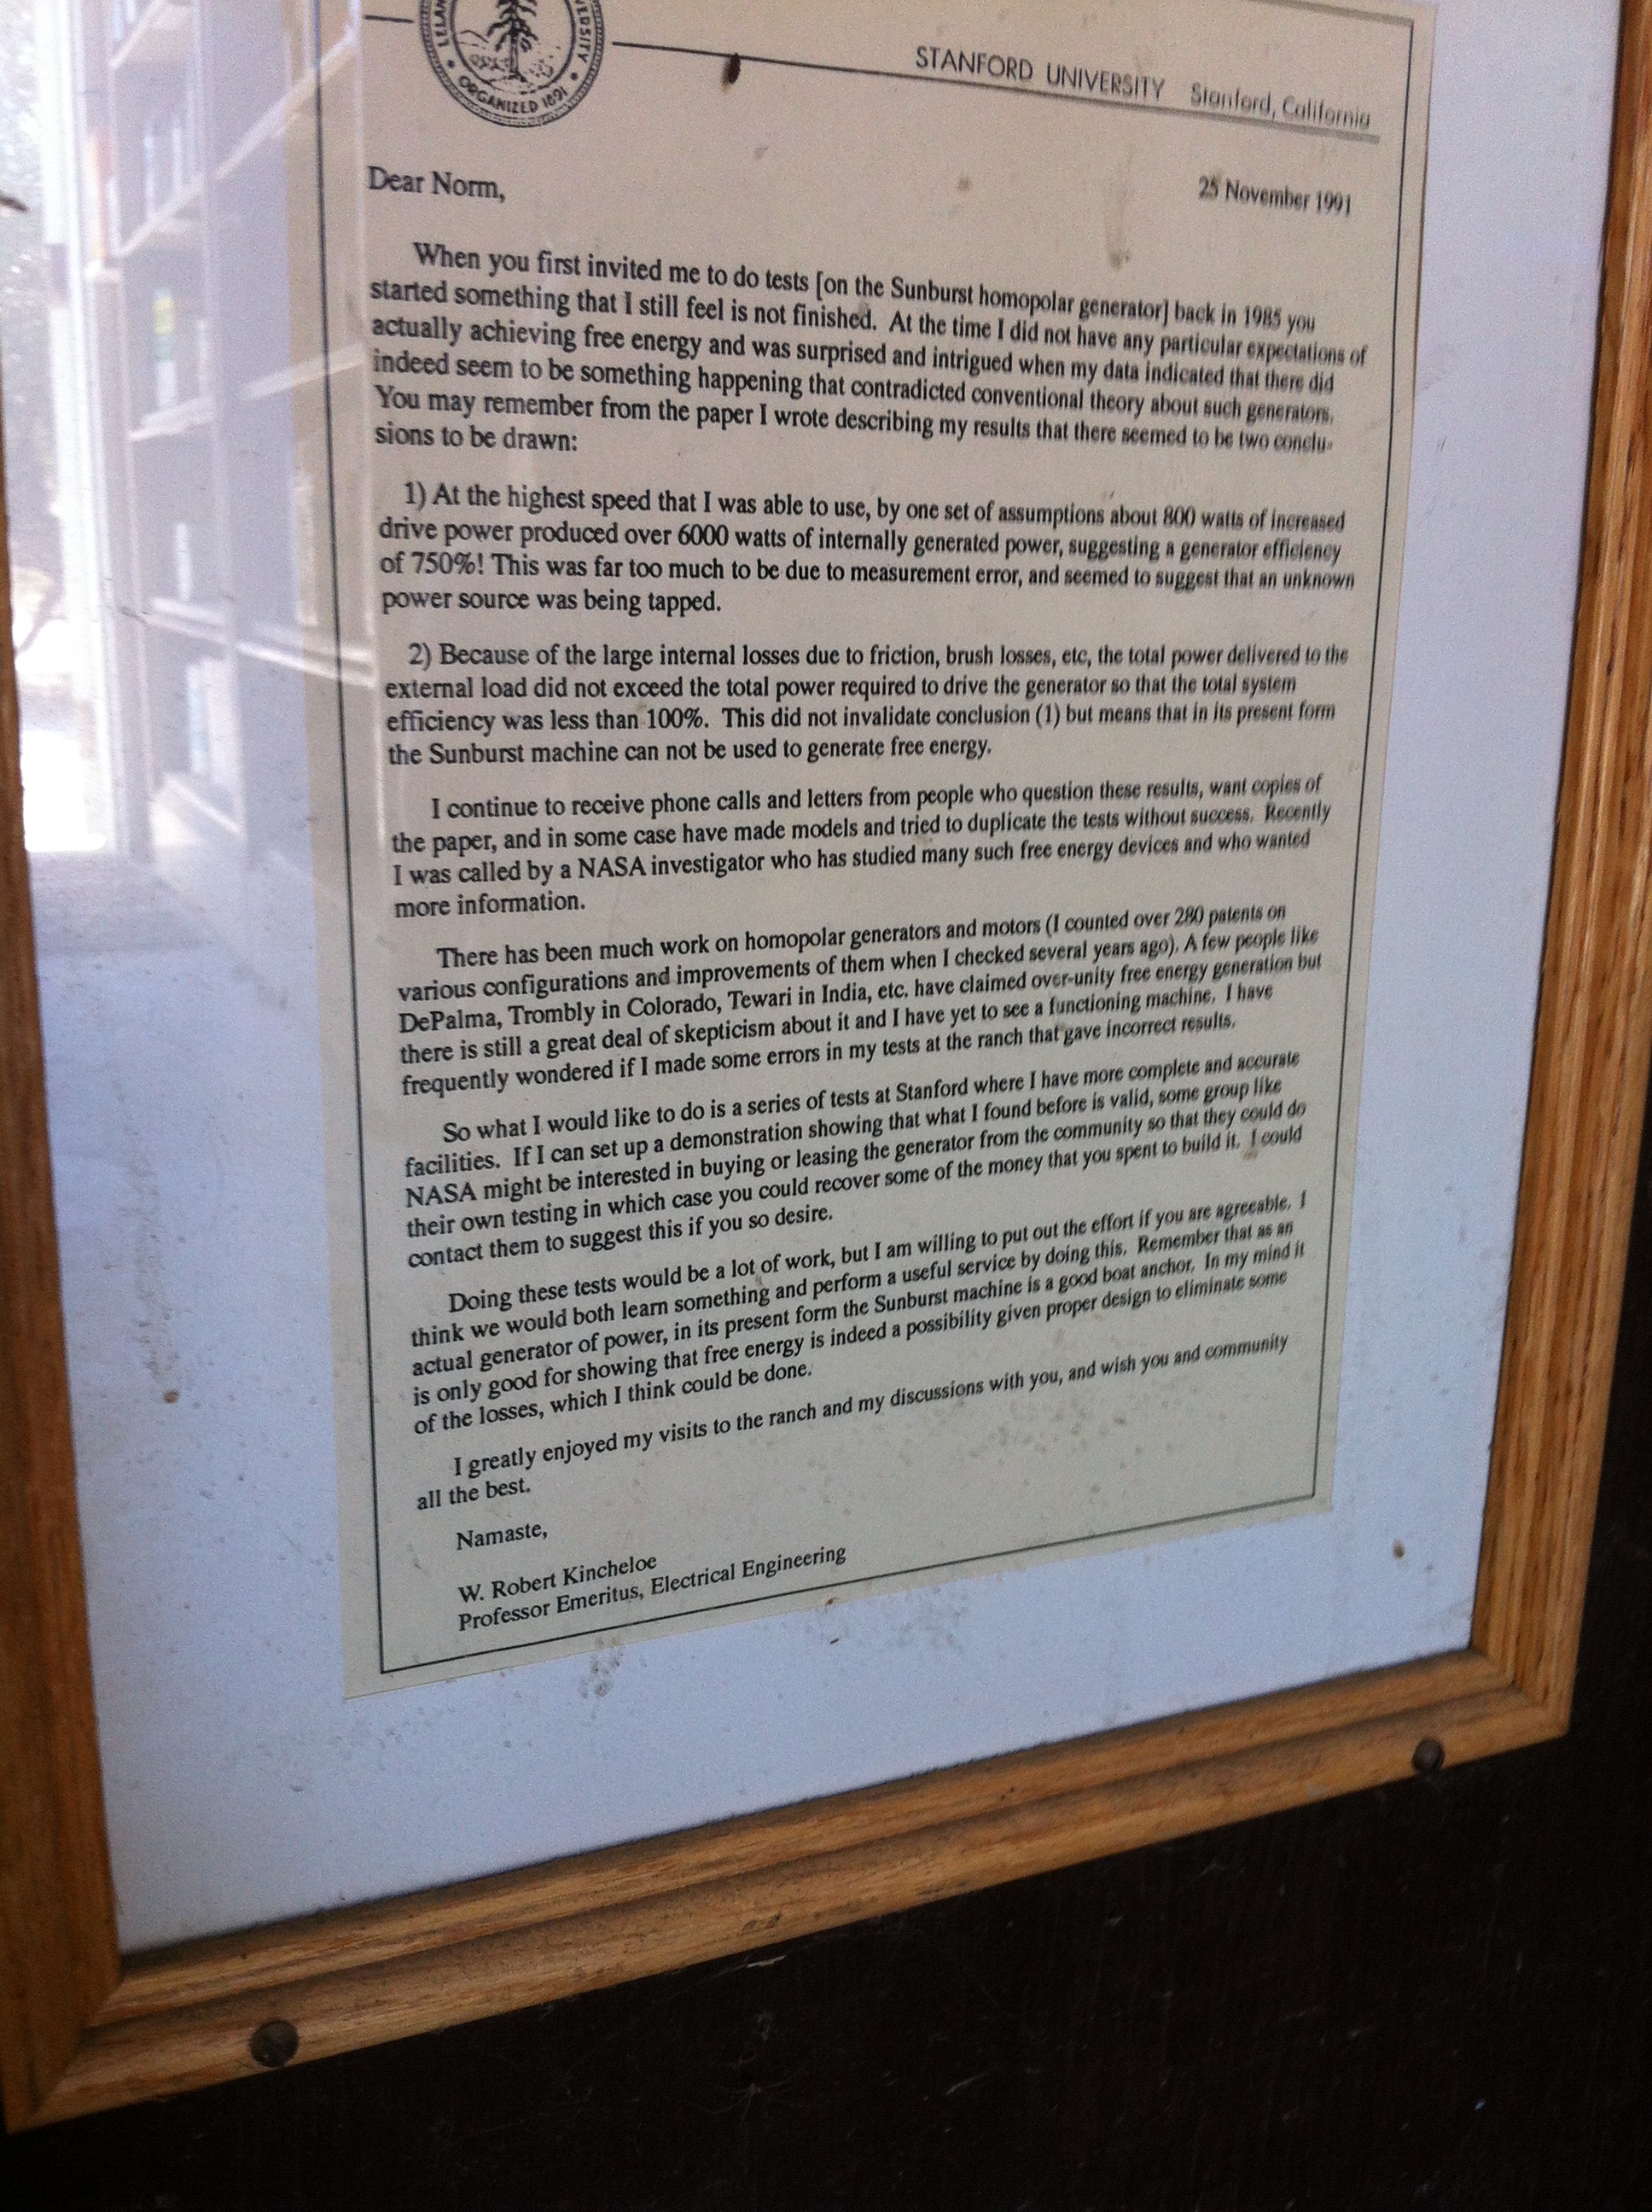 LELAN VERSITY
ORGANIZED 1891
STANFORD UNIVERSITY Stanford, California
25 November 1991
Dear Norm,
When you first invited me to do tests [on the Sunburst homopolar generator] back in 1985 you
started something that I still feel is not finished. At the time I did not have any particular expectations of
actually achieving free energy and was surprised and intrigued when my data indicated that there did
indeed seem to be something happening that contradicted conventional theory about such generators.
You may remember from the paper I wrote describing my results that there seemed to be two conclu-
sions to be drawn:
1) At the highest speed that I was able to use, by one set of assumptions about 800 watts of increased
drive power produced over 6000 watts of internally generated power, suggesting a generator efficiency
of 750%! This was far too much to be due to measurement error, and seemed to suggest that an unknown
power source was being tapped.
2) Because of the large internal losses due to friction, brush losses, etc, the total power delivered to the
external load did not exceed the total power required to drive the generator so that the total system
efficiency was less than 100%. This did not invalidate conclusion (1) but means that in its present form
the Sunburst machine can not be used to generate free energy.
I continue to receive phone calls and letters from people who question these results, want copies of
the paper, and in some case have made models and tried to duplicate the tests without success. Recently
I was called by a NASA investigator who has studied many such free energy devices and who wanted
more information.
There has been much work on homopolar generators and motors (I counted over 280 patents on
various configurations and improvements of them when I checked several years ago). A few people like
DePalma, Trombly in Colorado, Tewari in India, etc. have claimed over-unity free energy generation but
there is still a great deal of skepticism about it and I have yet to see a functioning machine. I have
frequently wondered if I made some errors in my tests at the ranch that gave incorrect results.
So what I would like to do is a series of tests at Stanford where I have more complete and accurate
facilities. If I can set up a demonstration showing that what I found before is valid, some group like
NASA might be interested in buying or leasing the generator from the community so that they could do
their own testing in which case you could recover some of the money that you spent to build it. I could
contact them to suggest this if you so desire.
Doing these tests would be a lot of work, but I am willing to put out the effort if you are agreeable. I
think we would both learn something and perform a useful service by doing this. Remember that as an
actual generator of power, in its present form the Sunburst machine is a good boat anchor. In my mind it
is only good for showing that free energy is indeed a possibility given proper design to eliminate some
of the losses, which I think could be done.
I greatly enjoyed my visits to the ranch and my discussions with you, and wish you and community
all the best.
Namaste,
W. Robert Kincheloe
Professor Emeritus, Electrical Engineering